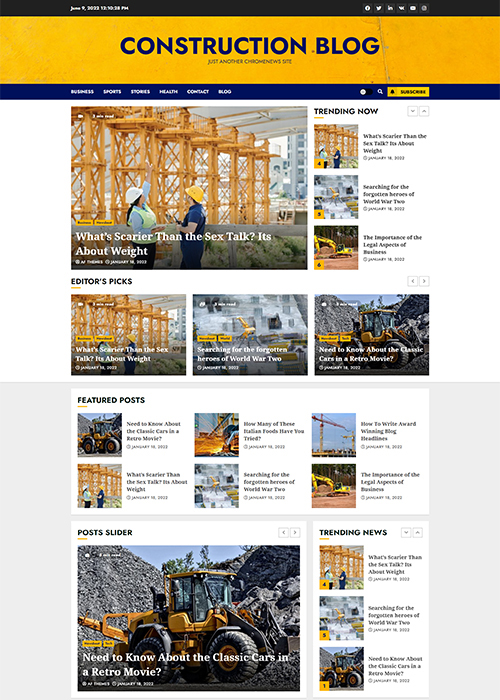 June 9, 2022 12:10:28 PM
CONSTRUCTION BLOG
JUST ANOTHER CHROMENEWS SITE
BUSINESS SPORTS STORIES HEALTH CONTACT BLOG
SUBSCRIBE
3 min read
Business Newsbeat
What's Scarier Than the Sex Talk? Its
About Weight
AF THEMES JANUARY 18, 2022
TRENDING NOW
4
What's Scarier Than the
Sex Talk? Its About
Weight
JANUARY 18, 2022
5
Searching for the
forgotten heroes of
World War Two
JANUARY 18, 2022
6
The Importance of the
Legal Aspects of
Business
JANUARY 18, 2022
EDITOR'S PICKS
3 min read
Business Newsbeat
What's Scarier Than the Sex
Talk? Its About Weight
JANUARY 18, 2022
3 min read
Newsbeat World
Searching for the forgotten
heroes of World War Two
JANUARY 18, 2022
3 min read
Newsbeat Tech
Need to Know About the Classic
Cars in a Retro Movie?
JANUARY 18, 2022
FEATURED POSTS
Need to Know About
the Classic Cars in a
Retro Movie?
JANUARY 18, 2022
How Many of These
Italian Foods Have You
Tried?
JANUARY 18, 2022
How To Write Award
Winning Blog
Headlines
JANUARY 18, 2022
What's Scarier Than
the Sex Talk? Its About
Weight
JANUARY 18, 2022
Searching for the
forgotten heroes of
World War Two
JANUARY 18, 2022
The Importance of the
Legal Aspects of
Business
JANUARY 18, 2022
POSTS SLIDER
3 min read
Newsbeat Tech
Need to Know About the Classic Cars in
a Retro Movie?
AF THEMES JANUARY 18, 2022
TRENDING NEWS
4
What's Scarier Than
the Sex Talk? Its
About Weight
JANUARY 18, 2022
5
Searching for the
forgotten heroes of
World War Two
JANUARY 18, 2022
1
Need to Know
About the Classic
Cars in a Retro
Movie?
JANUARY 18, 2022